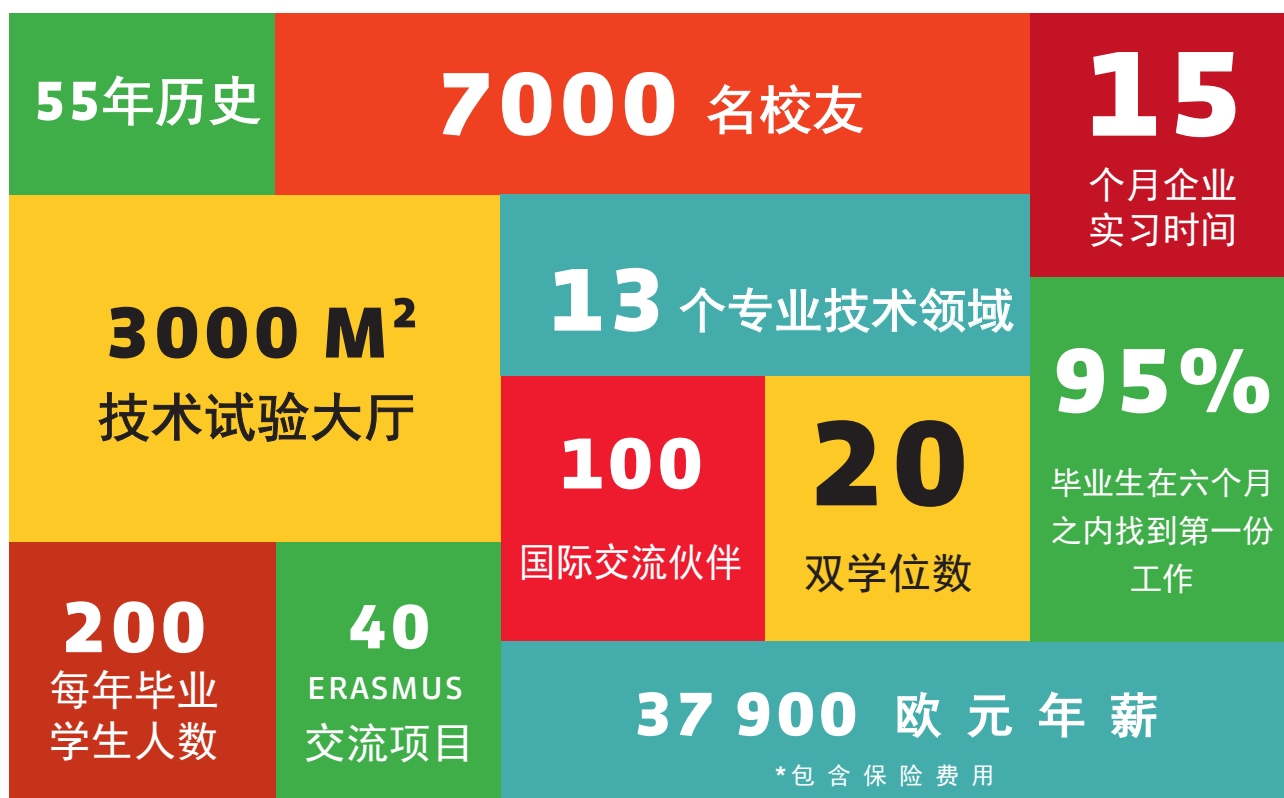 55年历史
7000 名校友
15
个月企业
实习时间
3000 M²
技术试验大厅
13 个专业技术领域
95%
毕业生在六个月
之内找到第一份
工作
100
国际交流伙伴
20
双学位数
200
每年毕业
学生人数
40
ERASMUS
交流项目
37 900 欧元年薪
*包含保险费用